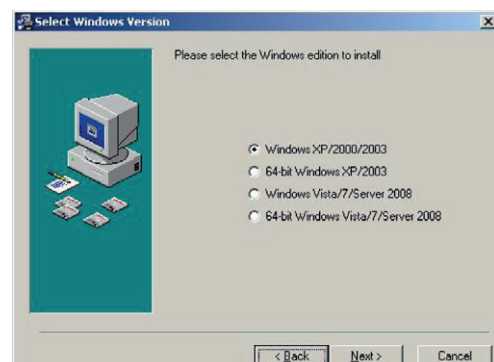 Select Windows Version
Please select the Windows edition to install
Windows XP/2000/2003
64-bit Windows XP/2003
Windows Vista/7/Server 2008
64-bit Windows Vista/7/Server 2008
< Back Next > Cancel